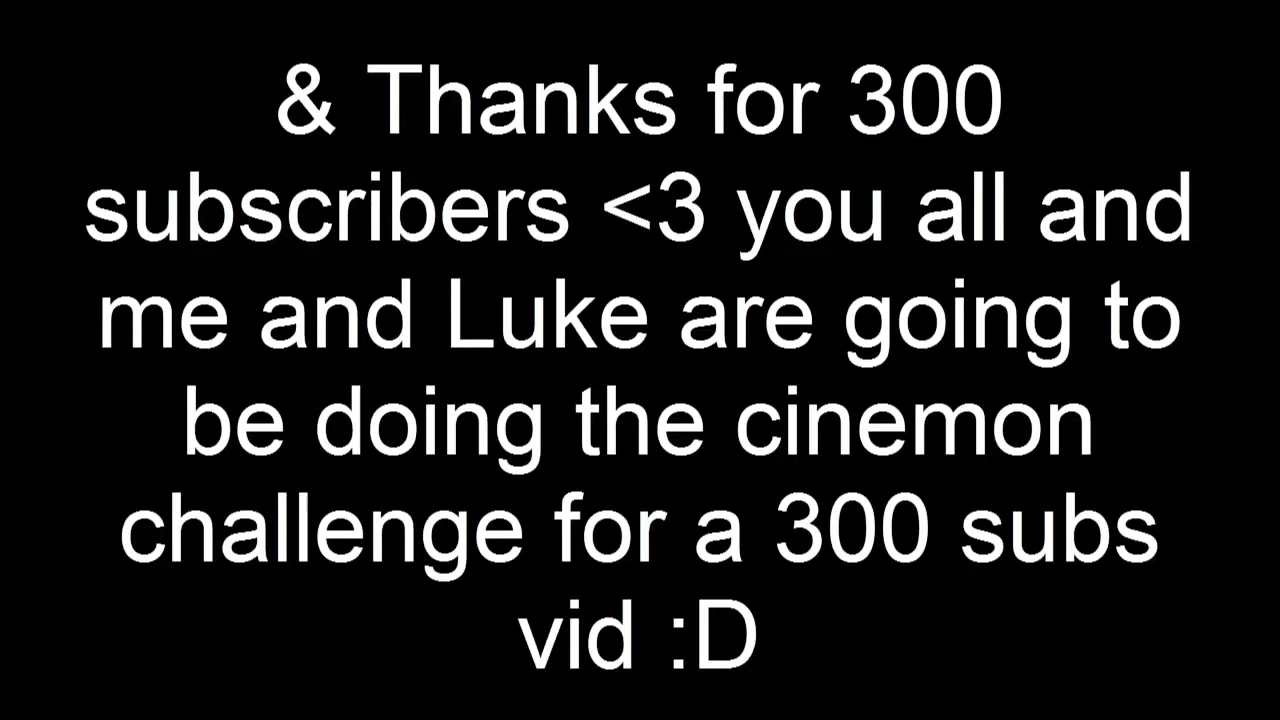 & Thanks for 300
subscribers <3 you all and
me and Luke are going to
be doing the cinemon
challenge for a 300 subs
vid :D